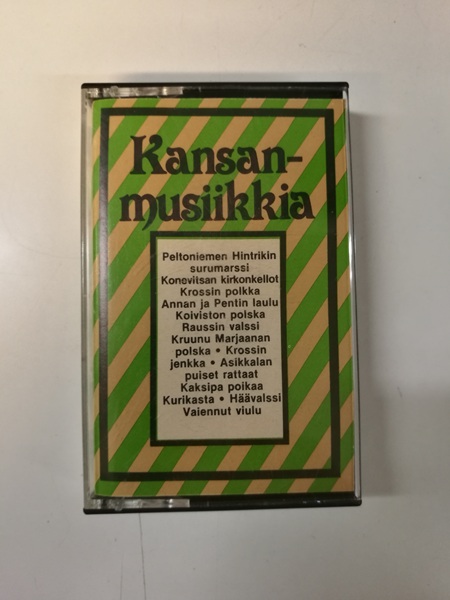 Kansan-
musiikkia
Peltoniemen Hintrikin
surumarssi
Konevitsan kirkonkellot
Krossin polkka
Annan ja Pentin laulu
Koiviston polska
Raussin valssi
Kruunu Marjaanan
polska • Krossin
jenkka • Asikkalan
puiset rattaat
Kaksipa poikaa
Kurikasta • Häävalssi
Vaiennut viulu